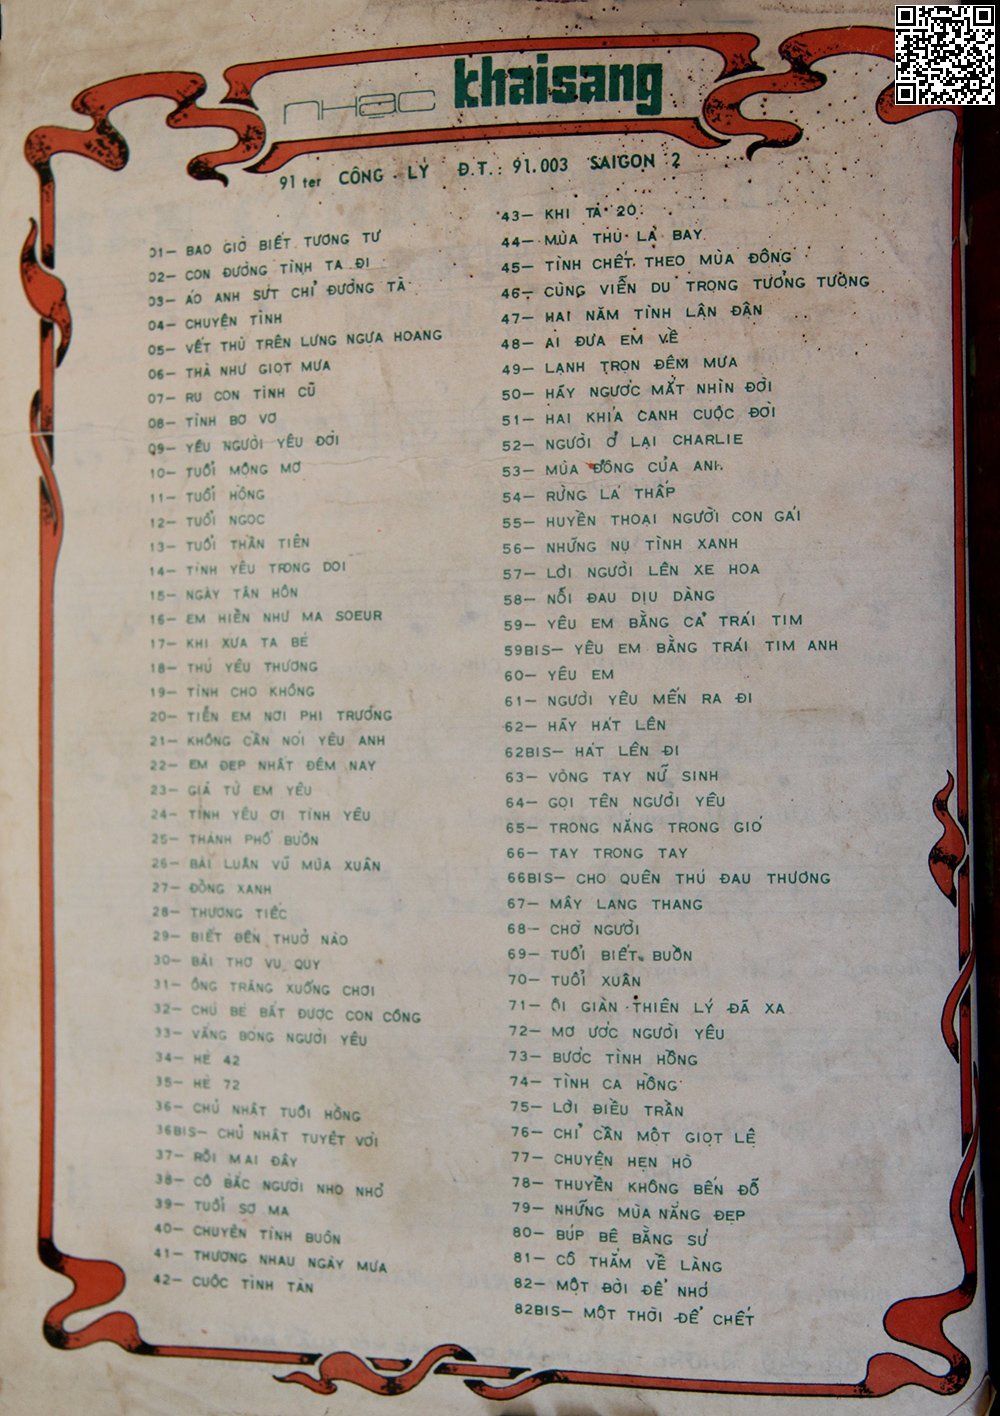 nhạc khaisang
91 ter CÔNG LÝ Đ.T.: 91.003 SAIGON 2
01- BAO GIỜ BIẾT TƯƠNG TƯ
02- CON ĐƯỜNG TÌNH TA ĐI
03- ÁO ANH SỨT CHỈ ĐƯỜNG TÀ
04- CHUYỆN TÌNH
05- VẾT THÙ TRÊN LƯNG NGỰA HOANG
06- THÀ NHƯ GIỌT MƯA
07- RU CON TÌNH CŨ
08- TÌNH BƠ VƠ
09- YÊU NGƯỜI YÊU ĐỜI
10- TUỔI MỘNG MƠ
11- TUỔI HỒNG
12- TUỔI NGỌC
13- TUỔI THẦN TIÊN
14- TÌNH YÊU TRONG DOI
15- NGÀY TÂN HÔN
16- EM HIỀN NHƯ MA SOEUR
17- KHI XƯA TA BÉ
18- THÚ YÊU THƯƠNG
19- TÌNH CHO KHÔNG
20- TIỄN EM NƠI PHI TRƯỜNG
21- KHÔNG CẦN NÓI YÊU ANH
22- EM ĐẸP NHẤT ĐÊM NAY
23- GIÃ TỪ EM YÊU
24- TÌNH YÊU ƠI TÌNH YÊU
25- THÀNH PHỐ BUỒN
26- BÀI LUÂN VŨ MÙA XUÂN
27- ĐỒNG XANH
28- THƯƠNG TIẾC
29- BIẾT ĐẾN THUỞ NÀO
30- BÀI THƠ VU QUY
31- ÔNG TRĂNG XUỐNG CHƠI
32- CHÚ BÉ BẮT ĐƯỢC CON CÔNG
33- VẮNG BÓNG NGƯỜI YÊU
34- HÈ 42
35- HÈ 72
36- CHỦ NHẬT TUỔI HỒNG
36BIS- CHỦ NHẬT TUYỆT VỜI
37- RỒI MAI ĐÂY
38- CÔ BẮC NGƯỜI NHO NHỎ
39- TUỔI SƠ MA
40- CHUYỆN TÌNH BUỒN
41- THƯƠNG NHAU NGÀY MƯA
42- CUỘC TÌNH TÀN
43- KHI TA 20
44- MÙA THU LÁ BAY
45- TÌNH CHẾT THEO MÙA ĐÔNG
46- CÙNG VIỄN DU TRONG TƯỞNG TƯỢNG
47- HAI NĂM TÌNH LẬN ĐẬN
48- AI ĐƯA EM VỀ
49- LẠNH TRỌN ĐÊM MƯA
50- HÃY NGƯỚC MẮT NHÌN ĐỜI
51- HAI KHÍA CẠNH CUỘC ĐỜI
52- NGƯỜI Ở LẠI CHARLIE
53- MÙA ĐÔNG CỦA ANH
54- RỪNG LÁ THẤP
55- HUYỀN THOẠI NGƯỜI CON GÁI
56- NHỮNG NỤ TÌNH XANH
57- LỜI NGƯỜI LÊN XE HOA
58- NỖI ĐAU DỊU DÀNG
59- YÊU EM BẰNG CẢ TRÁI TIM
59BIS- YÊU EM BẰNG TRÁI TIM ANH
60- YÊU EM
61- NGƯỜI YÊU MẾN RA ĐI
62- HÃY HÁT LÊN
62BIS- HÁT LÊN ĐI
63- VÒNG TAY NỮ SINH
64- GỌI TÊN NGƯỜI YÊU
65- TRONG NẮNG TRONG GIÓ
66- TAY TRONG TAY
66BIS- CHO QUÊN THÚ ĐAU THƯƠNG
67- MÂY LANG THANG
68- CHỜ NGƯỜI
69- TUỔI BIẾT BUỒN
70- TUỔI XUÂN
71- ÔI GIÀN THIÊN LÝ ĐÃ XA
72- MƠ ƯỚC NGƯỜI YÊU
73- BƯỚC TÌNH HỒNG
74- TÌNH CA HỒNG
75- LỜI ĐIÊU TRẦN
76- CHỈ CẦN MỘT GIỌT LỆ
77- CHUYỆN HẸN HÒ
78- THUYỀN KHÔNG BẾN ĐỖ
79- NHỮNG MÙA NẮNG ĐẸP
80- BÚP BÊ BẰNG SỨ
81- CÔ THẮM VỀ LÀNG
82- MỘT ĐỜI ĐỂ NHỚ
82BIS- MỘT THỜI ĐỂ CHẾT